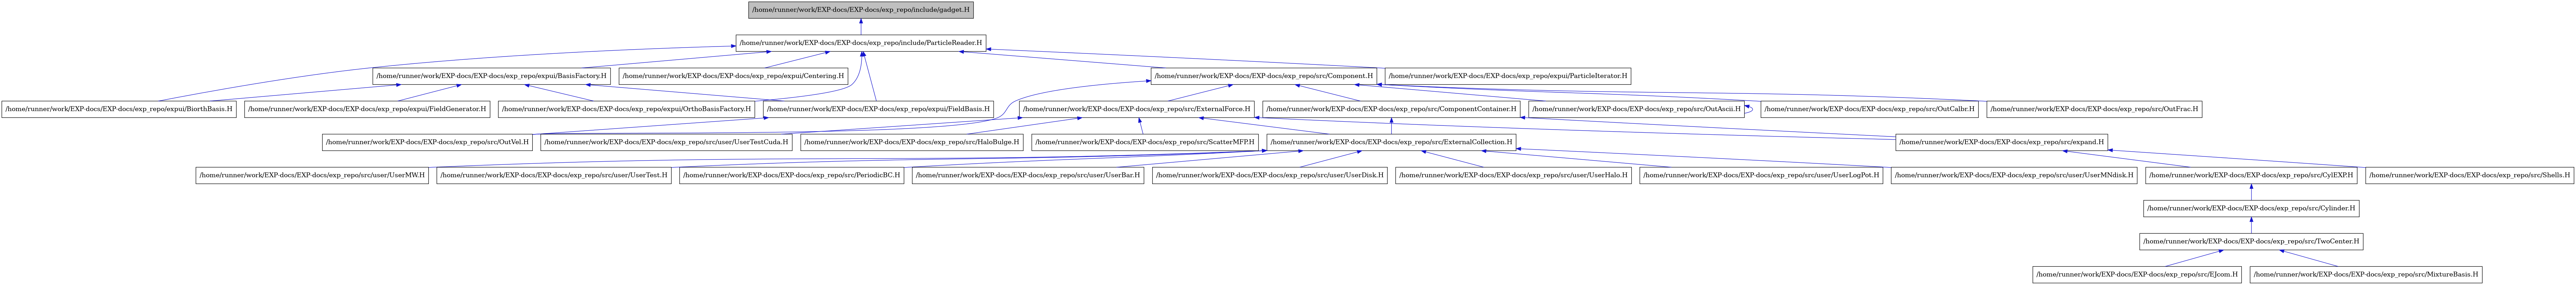 /home/runner/work/EXP-docs/EXP-docs/exp_repo/include/gadget.H
/home/runner/work/EXP-docs/EXP-docs/exp_repo/include/ParticleReader.H
/home/runner/work/EXP-docs/EXP-docs/exp_repo/expui/BasisFactory.H
/home/runner/work/EXP-docs/EXP-docs/exp_repo/expui/Centering.H
/home/runner/work/EXP-docs/EXP-docs/exp_repo/src/Component.H
/home/runner/work/EXP-docs/EXP-docs/exp_repo/expui/ParticleIterator.H
/home/runner/work/EXP-docs/EXP-docs/exp_repo/expui/BiorthBasis.H
/home/runner/work/EXP-docs/EXP-docs/exp_repo/expui/FieldGenerator.H
/home/runner/work/EXP-docs/EXP-docs/exp_repo/expui/OrthoBasisFactory.H
/home/runner/work/EXP-docs/EXP-docs/exp_repo/expui/FieldBasis.H
/home/runner/work/EXP-docs/EXP-docs/exp_repo/src/ExternalForce.H
/home/runner/work/EXP-docs/EXP-docs/exp_repo/src/ComponentContainer.H
/home/runner/work/EXP-docs/EXP-docs/exp_repo/src/OutAscii.H
/home/runner/work/EXP-docs/EXP-docs/exp_repo/src/OutCalbr.H
/home/runner/work/EXP-docs/EXP-docs/exp_repo/src/OutFrac.H
/home/runner/work/EXP-docs/EXP-docs/exp_repo/src/OutVel.H
/home/runner/work/EXP-docs/EXP-docs/exp_repo/src/user/UserTestCuda.H
/home/runner/work/EXP-docs/EXP-docs/exp_repo/src/HaloBulge.H
/home/runner/work/EXP-docs/EXP-docs/exp_repo/src/ScatterMFP.H
/home/runner/work/EXP-docs/EXP-docs/exp_repo/src/ExternalCollection.H
/home/runner/work/EXP-docs/EXP-docs/exp_repo/src/expand.H
/home/runner/work/EXP-docs/EXP-docs/exp_repo/src/user/UserMW.H
/home/runner/work/EXP-docs/EXP-docs/exp_repo/src/user/UserTest.H
/home/runner/work/EXP-docs/EXP-docs/exp_repo/src/PeriodicBC.H
/home/runner/work/EXP-docs/EXP-docs/exp_repo/src/user/UserBar.H
/home/runner/work/EXP-docs/EXP-docs/exp_repo/src/user/UserDisk.H
/home/runner/work/EXP-docs/EXP-docs/exp_repo/src/user/UserHalo.H
/home/runner/work/EXP-docs/EXP-docs/exp_repo/src/user/UserLogPot.H
/home/runner/work/EXP-docs/EXP-docs/exp_repo/src/user/UserMNdisk.H
/home/runner/work/EXP-docs/EXP-docs/exp_repo/src/CylEXP.H
/home/runner/work/EXP-docs/EXP-docs/exp_repo/src/Shells.H
/home/runner/work/EXP-docs/EXP-docs/exp_repo/src/Cylinder.H
/home/runner/work/EXP-docs/EXP-docs/exp_repo/src/TwoCenter.H
/home/runner/work/EXP-docs/EXP-docs/exp_repo/src/EJcom.H
/home/runner/work/EXP-docs/EXP-docs/exp_repo/src/MixtureBasis.H